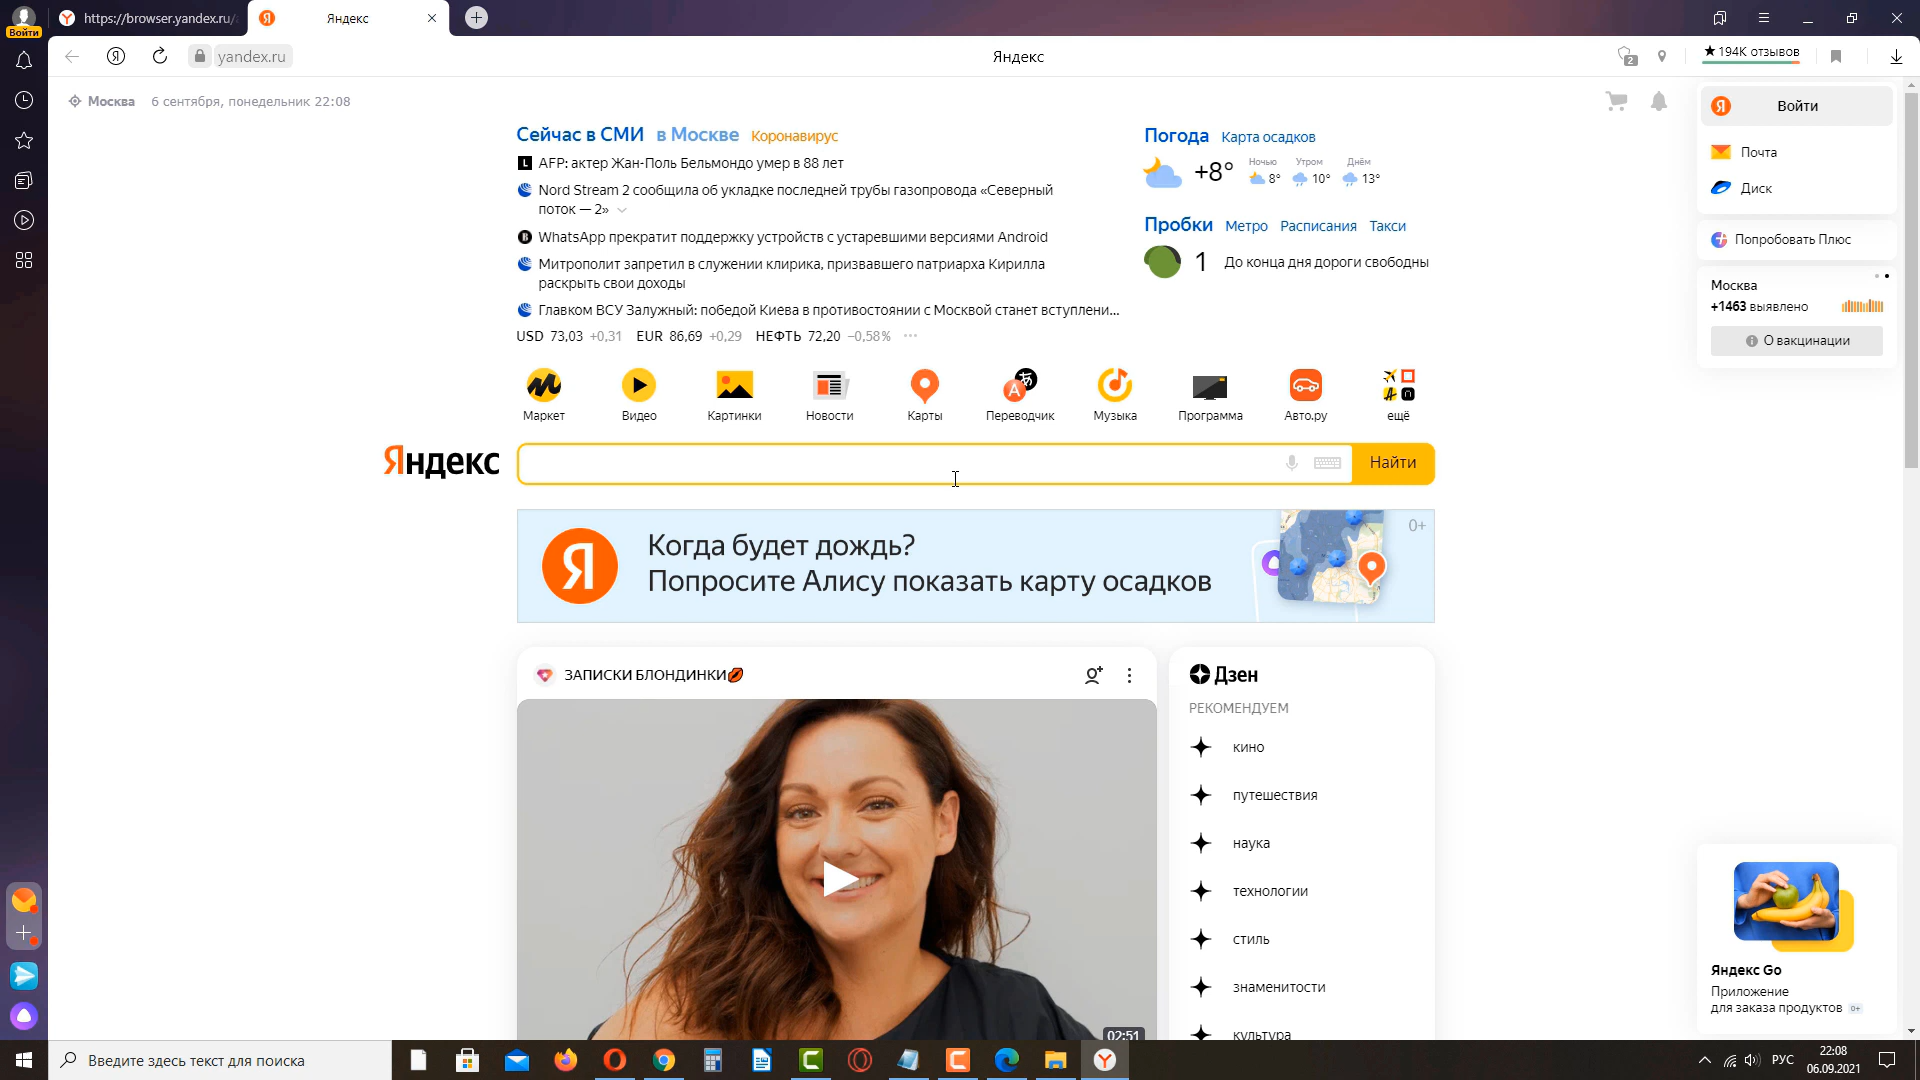 Войти
https://browser.yandex.ru/
Яндекс
yandex.ru
Яндекс
2
★ 194K отзывов
Москва 6 сентября, понедельник 22:08
Сейчас в СМИ в Москве Коронавирус
AFP: актер Жан-Поль Бельмондо умер в 88 лет
Nord Stream 2 сообщила об укладке последней трубы газопровода «Северный
поток — 2»
WhatsApp прекратит поддержку устройств с устаревшими версиями Android
Митрополит запретил в служении клирика, призвавшего патриарха Кирилла
раскрыть свои доходы
Главком ВСУ Залужный: победой Киева в противостоянии с Москвой станет вступлени...
USD 73,03 +0,31 EUR 86,69 +0,29 НЕФТЬ 72,20 −0,58% ···
Погода Карта осадков
+8°
Ночью Утром Днём
8° 10° 13°
Пробки Метро Расписания Такси
1 До конца дня дороги свободны
Войти
Почта
Диск
Попробовать Плюс
Москва
+1463 выявлено
О вакцинации
Маркет Видео Картинки Новости Карты Переводчик Музыка Программа Авто.ру ещё
Яндекс
Найти
Я
Когда будет дождь?
Попросите Алису показать карту осадков
0+
ЗАПИСКИ БЛОНДИНКИ
02:51
Дзен
РЕКОМЕНДУЕМ
кино
путешествия
наука
технологии
стиль
знаменитости
культура
Яндекс Go
Приложение
для заказа продуктов 0+
Введите здесь текст для поиска
РУС
22:08
06.09.2021